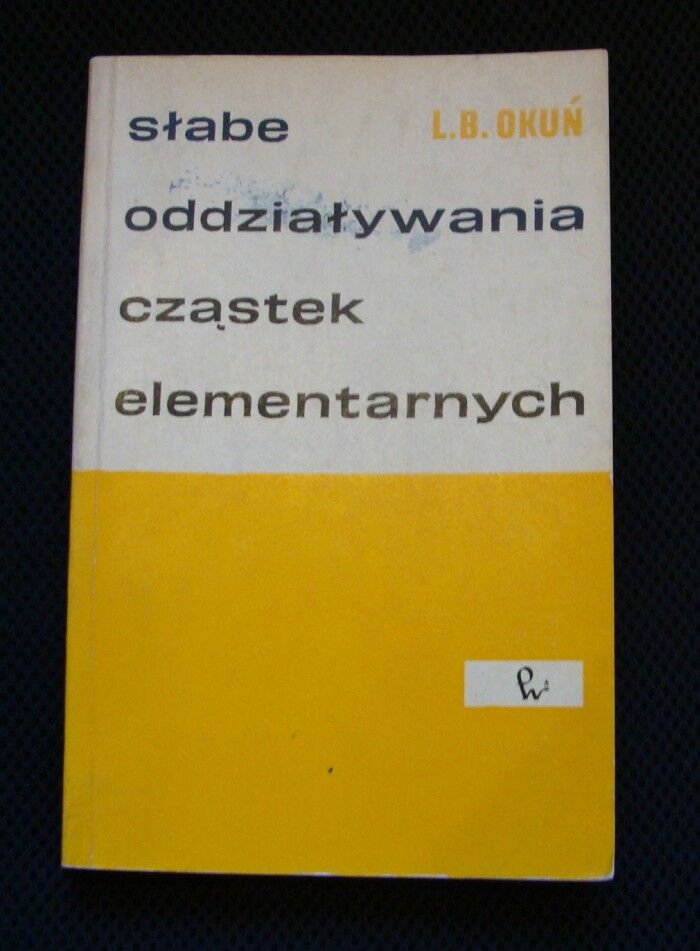 słabe
L.B. OKUŃ
oddziaływania
cząstek
elementarnych